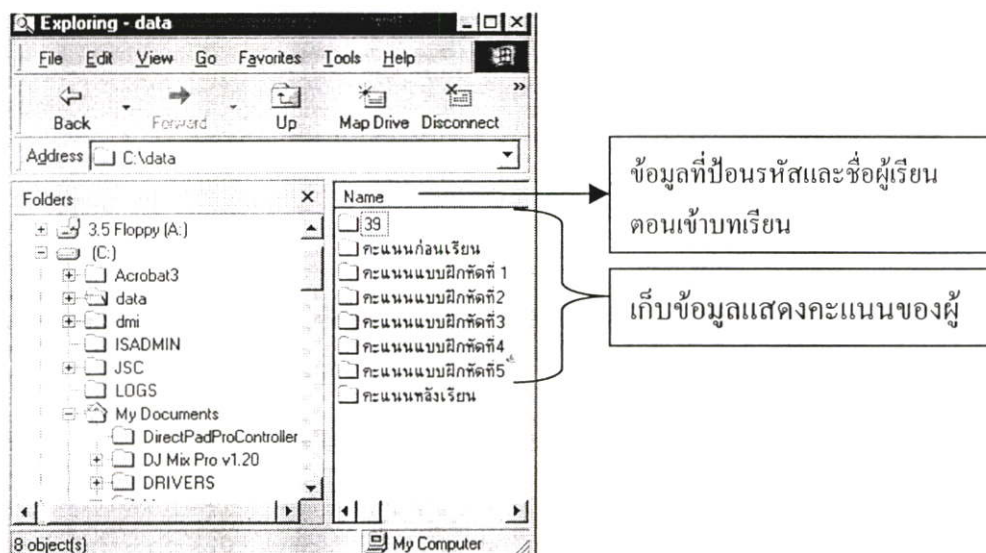 Exploring - data
File Edit View Go Favorites Tools Help
Back Forward Up Map Drive Disconnect
Address C:\data
Folders
3.5 Floppy (A:)
(C:)
Acrobat3
data
dmi
ISADMIN
JSC
LOGS
My Documents
DirectPadProController
DJ Mix Pro v1.20
DRIVERS
Name
39
คะแนนก่อนเรียน
คะแนนแบบฝึกหัดที่ 1
คะแนนแบบฝึกหัดที่2
คะแนนแบบฝึกหัดที่3
คะแนนแบบฝึกหัดที่4
คะแนนแบบฝึกหัดที่5
คะแนนหลังเรียน
8 object(s) My Computer
ข้อมูลที่ป้อนรหัสและชื่อผู้เรียน
ตอนเข้าบทเรียน
เก็บข้อมูลแสดงคะแนนของผู้